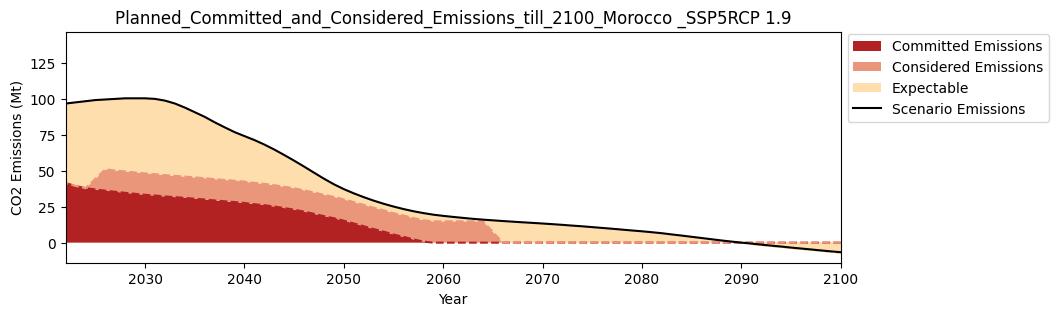 Planned_Committed_and_Considered_Emissions_till_2100_Morocco _SSP5RCP 1.9
CO2 Emissions (Mt)
125
100
75
50
25
0
2030 2040 2050 2060 2070 2080 2090 2100
Year
Committed Emissions
Considered Emissions
Expectable
Scenario Emissions